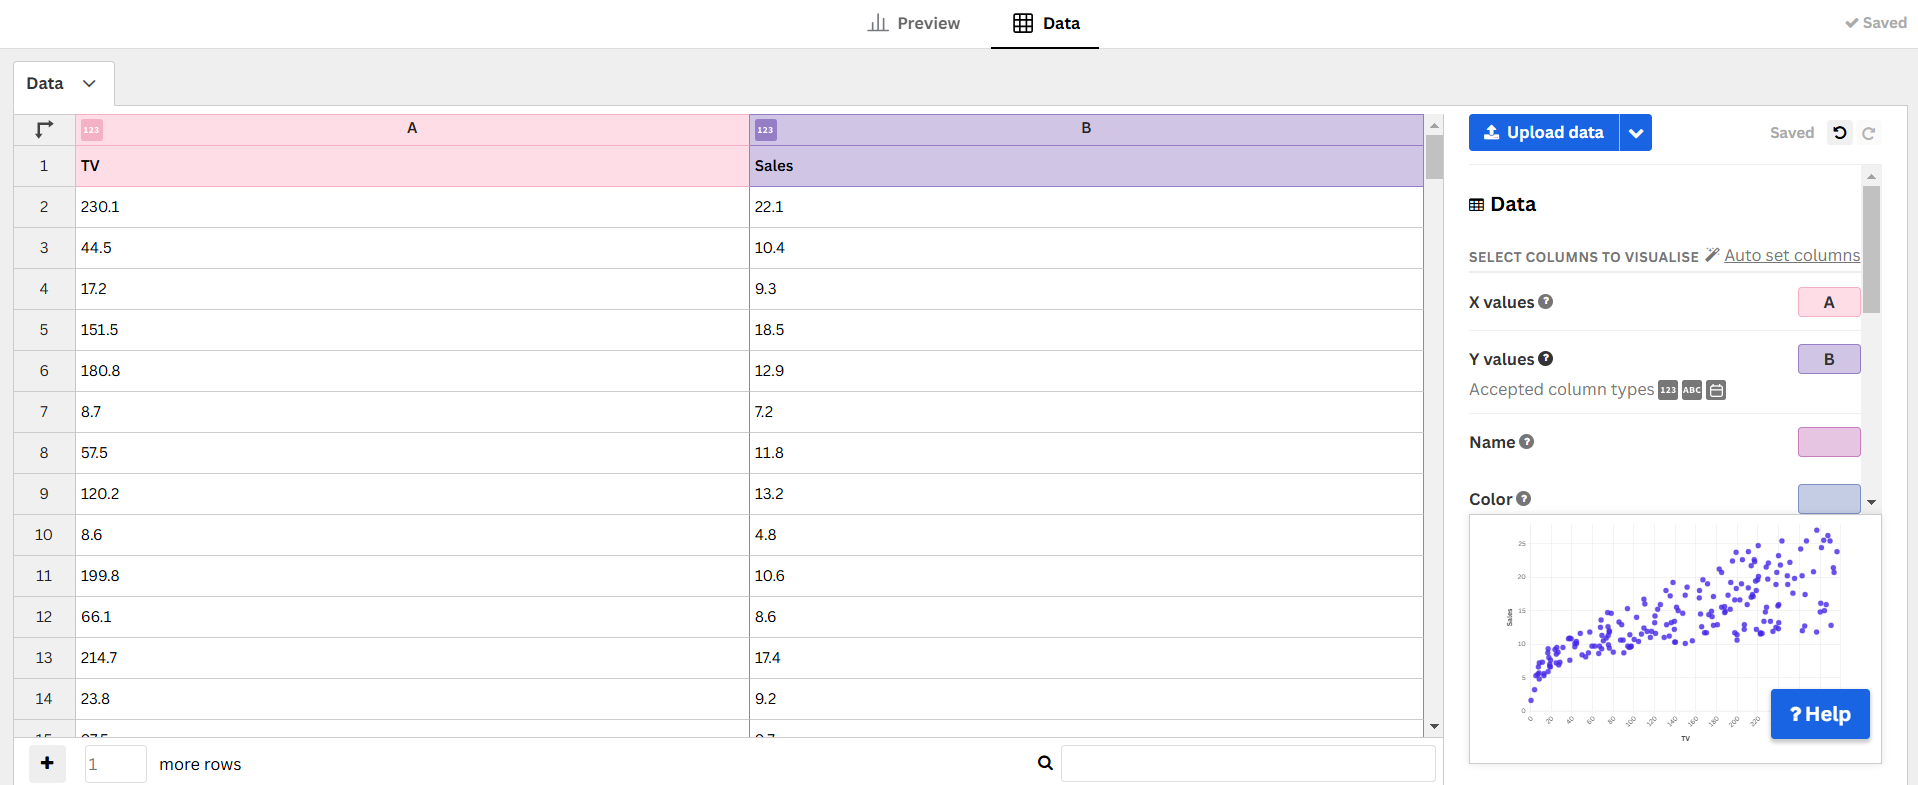 Preview
Data
Saved
Data
123 A 123 B
1 TV Sales
2 230.1 22.1
3 44.5 10.4
4 17.2 9.3
5 151.5 18.5
6 180.8 12.9
7 8.7 7.2
8 57.5 11.8
9 120.2 13.2
10 8.6 4.8
11 199.8 10.6
12 66.1 8.6
13 214.7 17.4
14 23.8 9.2
+ 1 more rows
Upload data
Saved
Data
SELECT COLUMNS TO VISUALISE Auto set columns
X values ? A
Y values ? B
Accepted column types 123 ABC
Name ?
Color ?
25
20
15
10
5
0
Sales
0 20 40 60 80 100 120 140 160 180 200 220
TV
? Help